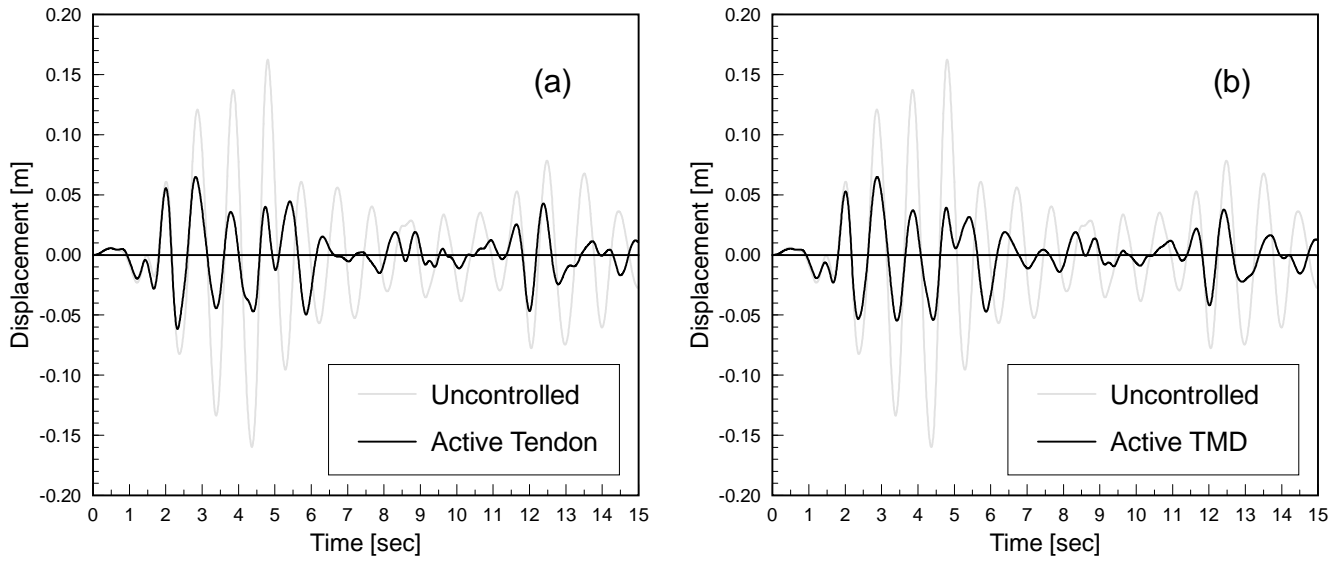 (a)
Displacement [m]
0.20
0.15
0.10
0.05
0.00
-0.05
-0.10
-0.15
-0.20
Uncontrolled
Active Tendon
0 1 2 3 4 5 6 7 8 9 10 11 12 13 14 15
Time [sec]
(b)
Displacement [m]
0.20
0.15
0.10
0.05
0.00
-0.05
-0.10
-0.15
-0.20
Uncontrolled
Active TMD
0 1 2 3 4 5 6 7 8 9 10 11 12 13 14 15
Time [sec]